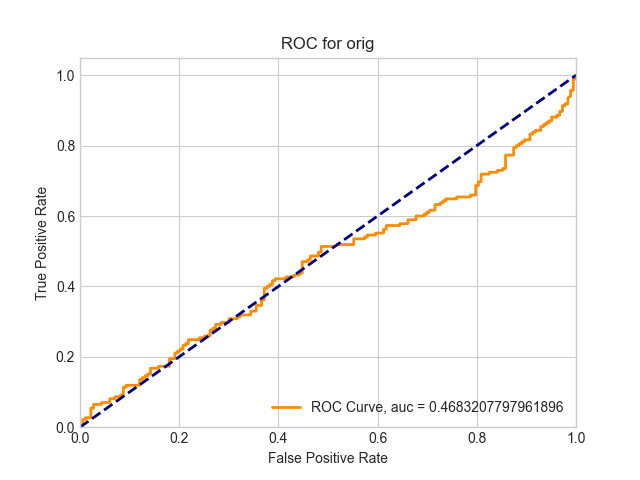 ROC for orig
True Positive Rate
1.0
0.8
0.6
0.4
0.2
0.0
ROC Curve, auc = 0.4683207797961896
0.0 0.2 0.4 0.6 0.8 1.0
False Positive Rate